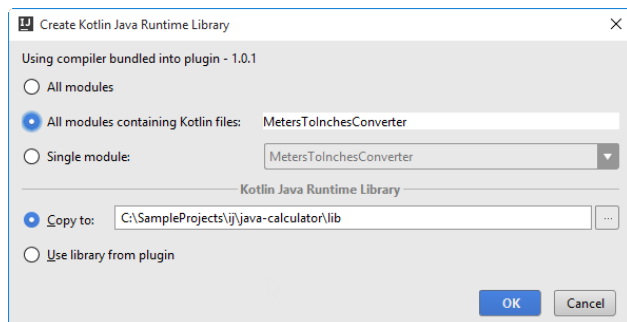 Create Kotlin Java Runtime Library
Using compiler bundled into plugin - 1.0.1
All modules
All modules containing Kotlin files: MetersToInchesConverter
Single module: MetersToInchesConverter
Kotlin Java Runtime Library
Copy to: C:\SampleProjects\ij\java-calculator\lib ...
Use library from plugin
OK Cancel